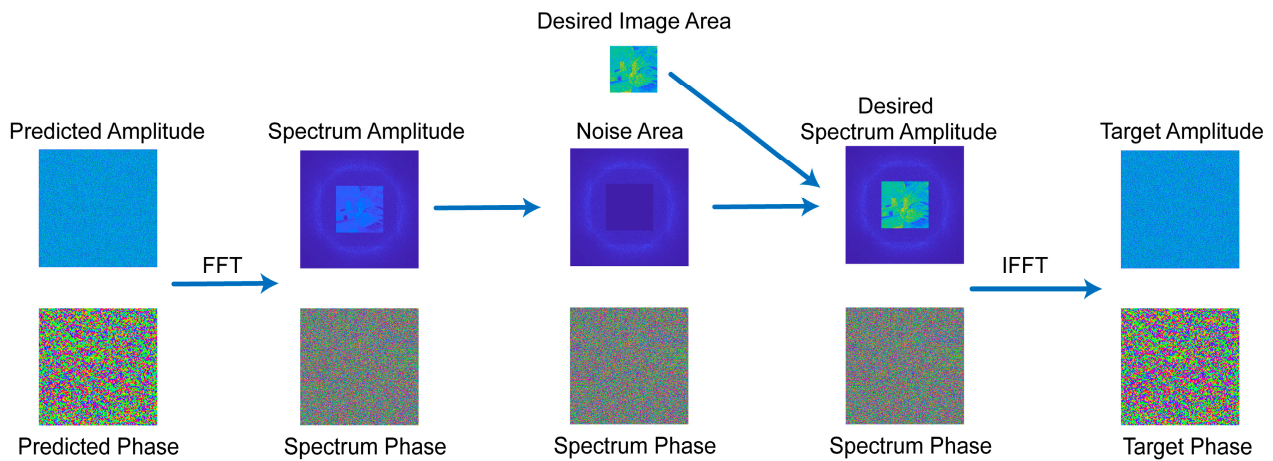 Desired Image Area
Predicted Amplitude
Spectrum Amplitude
Noise Area
Desired
Spectrum Amplitude
Target Amplitude
FFT
IFFT
Predicted Phase
Spectrum Phase
Spectrum Phase
Spectrum Phase
Target Phase